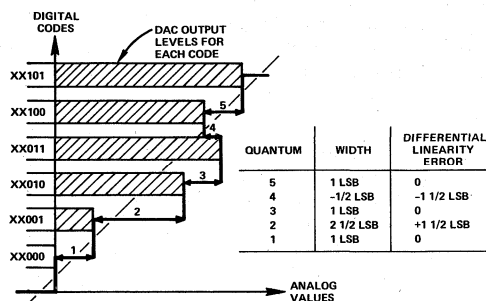 DIGITAL
CODES
DAC OUTPUT
LEVELS FOR
EACH CODE
XX101
XX100
XX011
XX010
XX001
XX000
5
4
3
2
1
ANALOG
VALUES
QUANTUM WIDTH DIFFERENTIAL LINEARITY ERROR
5 1 LSB 0
4 -1/2 LSB -1 1/2 LSB
3 1 LSB 0
2 2 1/2 LSB +1 1/2 LSB
1 1 LSB 0